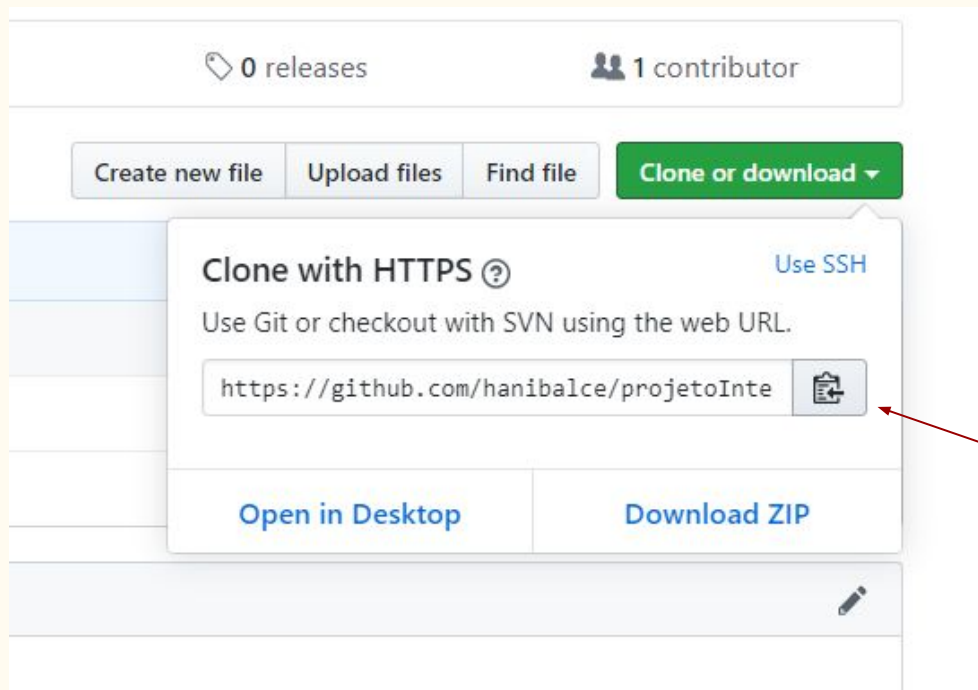 0 releases 1 contributor
Create new file Upload files Find file Clone or download
Clone with HTTPS Use SSH
Use Git or checkout with SVN using the web URL.
https://github.com/hanibalce/projetoInte
Open in Desktop Download ZIP